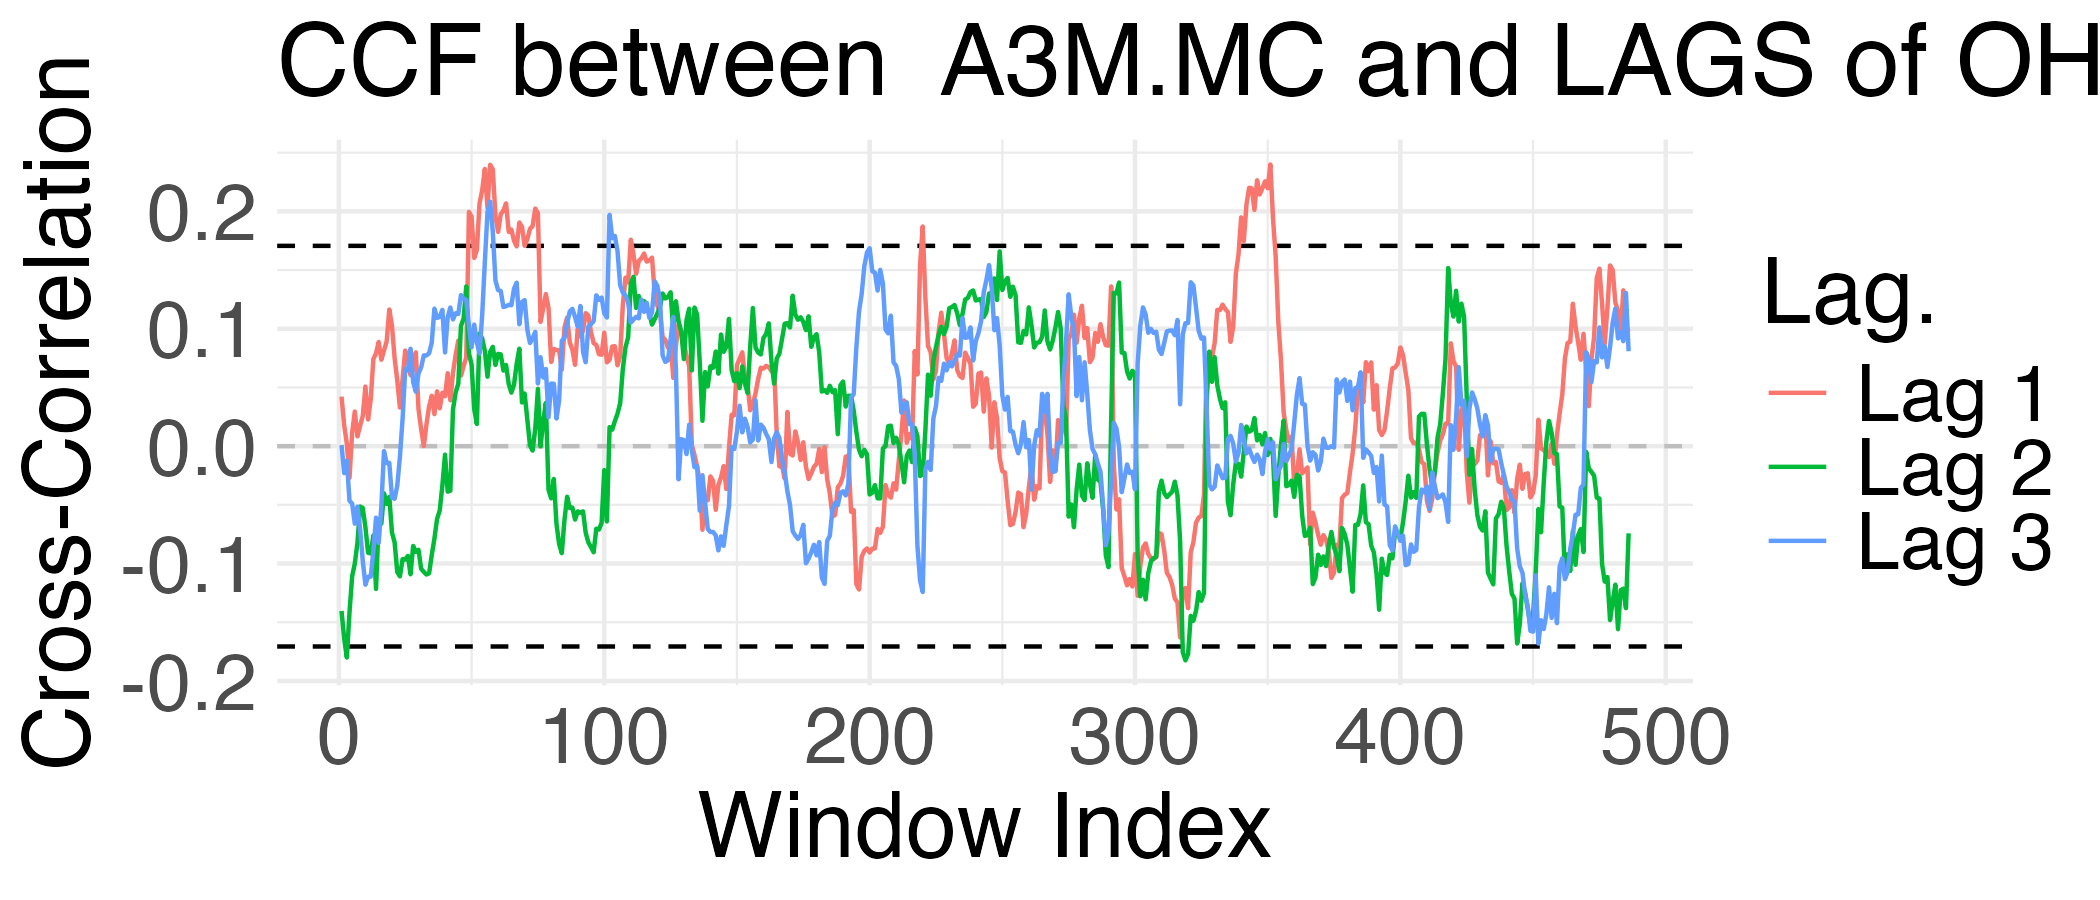 CCF between  A3M.MC and LAGS of OH
Cross-Correlation
0.2
0.1
0.0
-0.1
-0.2
0 100 200 300 400 500
Window Index
Lag.
Lag 1
Lag 2
Lag 3